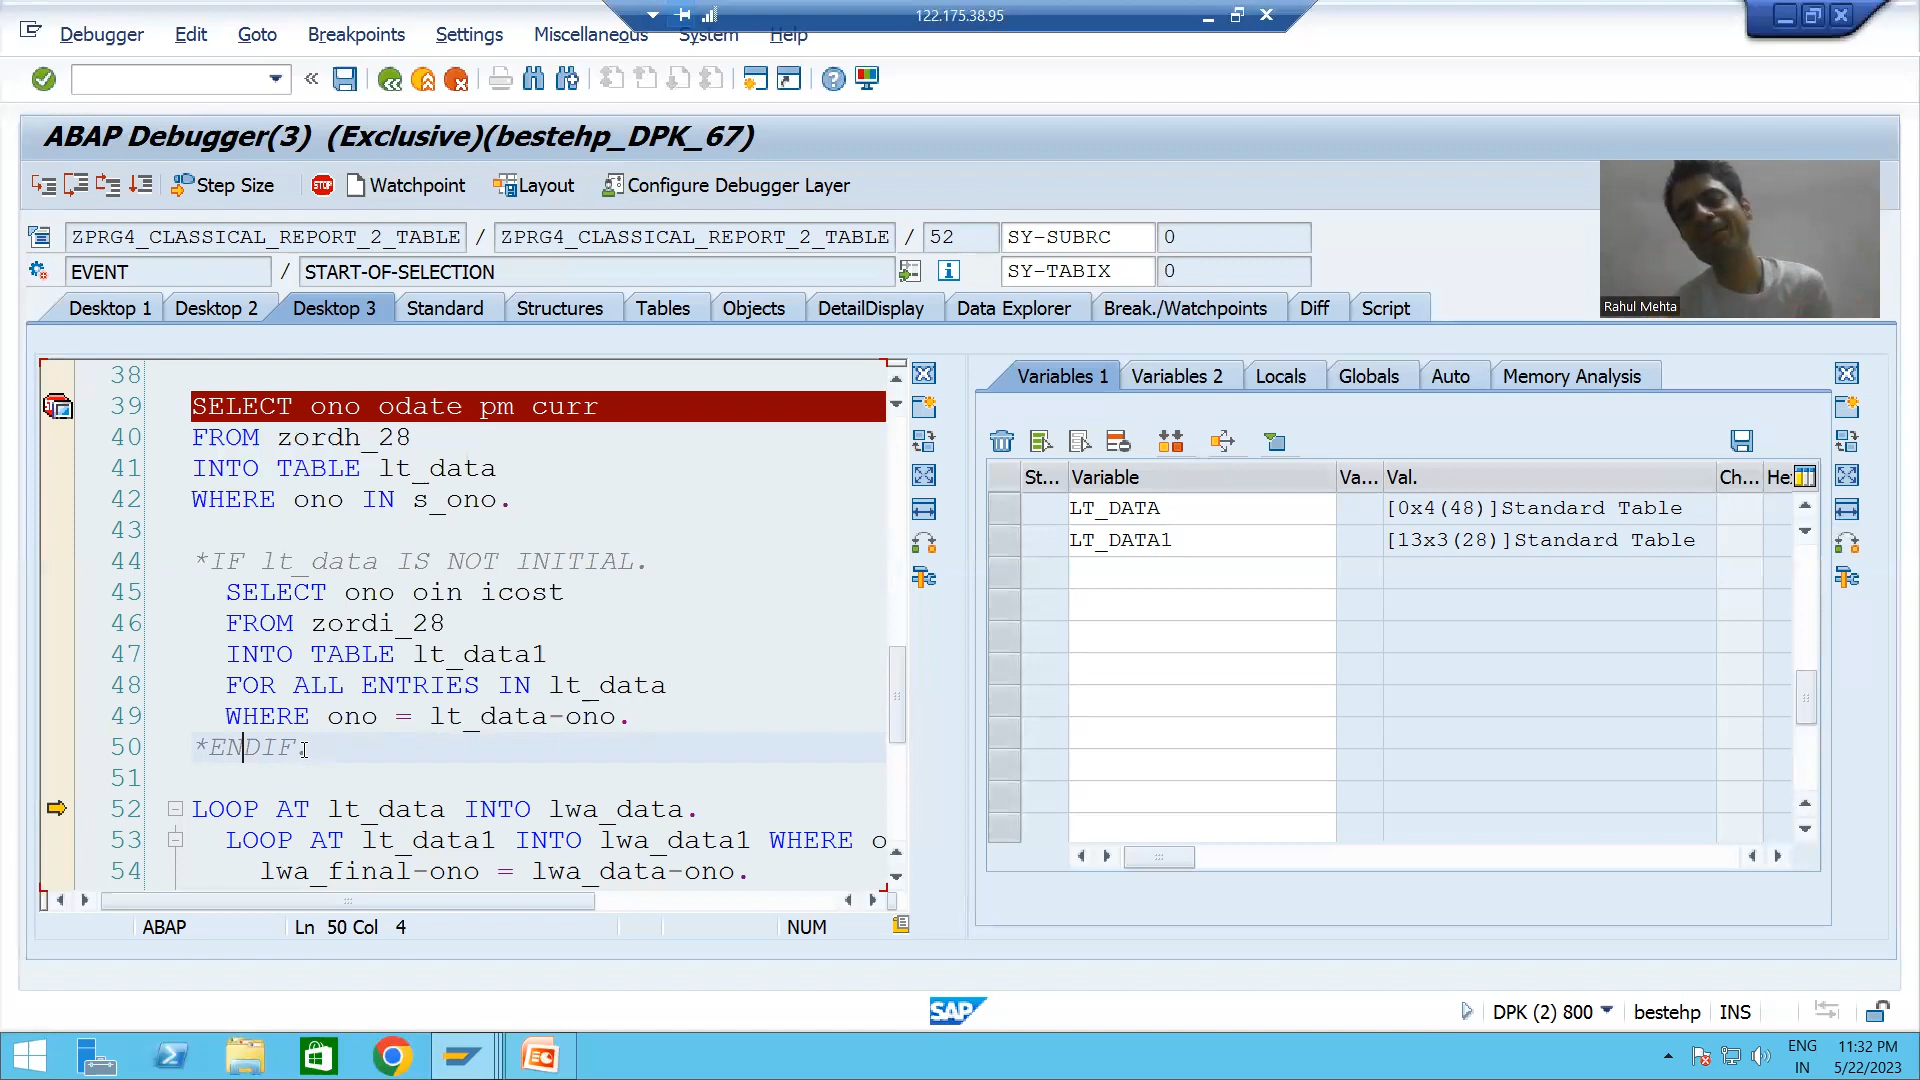 122.175.38.95
Debugger Edit Goto Breakpoints Settings Miscellaneous System Help
ABAP Debugger(3) (Exclusive)(bestehp_DPK_67)
Step Size STOP Watchpoint Layout Configure Debugger Layer
ZPRG4_CLASSICAL_REPORT_2_TABLE / ZPRG4_CLASSICAL_REPORT_2_TABLE / 52 SY-SUBRC 0
EVENT / START-OF-SELECTION SY-TABIX 0
Rahul Mehta
Desktop 1 Desktop 2 Desktop 3 Standard Structures Tables Objects DetailDisplay Data Explorer Break./Watchpoints Diff Script
38
39 SELECT ono odate pm curr
40 FROM zordh_28
41 INTO TABLE lt_data
42 WHERE ono IN s_ono.
43
44 *IF lt_data IS NOT INITIAL.
45 SELECT ono oin icost
46 FROM zordi_28
47 INTO TABLE lt_data1
48 FOR ALL ENTRIES IN lt_data
49 WHERE ono = lt_data-ono.
50 *ENDIF.
51
52 LOOP AT lt_data INTO lwa_data.
53 LOOP AT lt_data1 INTO lwa_data1 WHERE o
54 lwa_final-ono = lwa_data-ono.
ABAP Ln 50 Col 4 NUM
Variables 1 Variables 2 Locals Globals Auto Memory Analysis
St... Variable Va... Val. Ch... He
LT_DATA [0x4(48)]Standard Table
LT_DATA1 [13x3(28)]Standard Table
SAP DPK (2) 800 bestehp INS
ENG 11:32 PM
IN 5/22/2023